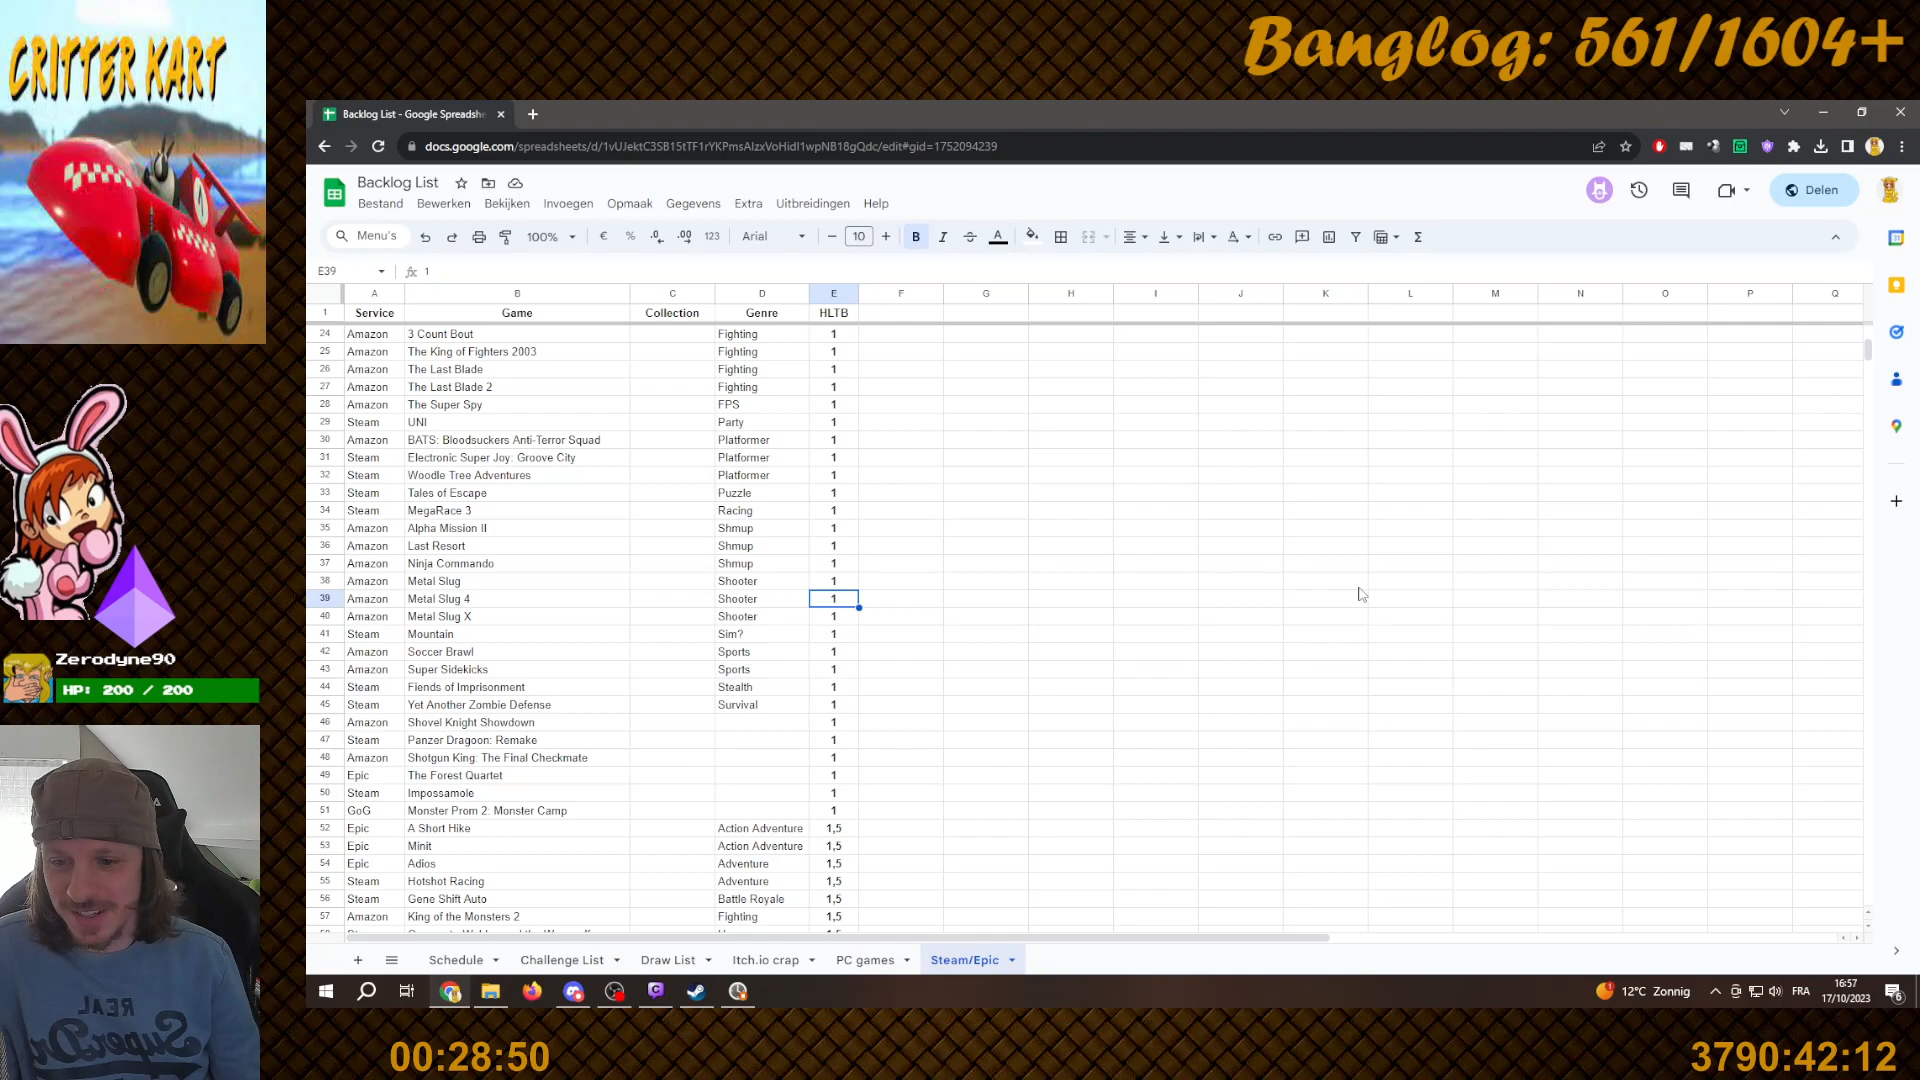 CRITTER KART
Banglog: 561/1604+
Backlog List - Google Spreadshe
docs.google.com/spreadsheets/d/1vUJektC3SB15tTF1rYKPmsAIzxVoHidI1wpNB18gQdc/edit#gid=1752094239
Backlog List
Bestand Bewerken Bekijken Invoegen Opmaak Gegevens Extra Uitbreidingen Help
Delen
Menu's 100% € % .0 .00 123 Arial 10 B I A
E39 fx 1
A B C D E F G H I J K L M N O P Q
1 Service Game Collection Genre HLTB
24 Amazon 3 Count Bout Fighting 1
25 Amazon The King of Fighters 2003 Fighting 1
26 Amazon The Last Blade Fighting 1
27 Amazon The Last Blade 2 Fighting 1
28 Amazon The Super Spy FPS 1
29 Steam UNI Party 1
30 Amazon BATS: Bloodsuckers Anti-Terror Squad Platformer 1
31 Steam Electronic Super Joy: Groove City Platformer 1
32 Steam Woodle Tree Adventures Platformer 1
33 Steam Tales of Escape Puzzle 1
34 Steam MegaRace 3 Racing 1
35 Amazon Alpha Mission II Shmup 1
36 Amazon Last Resort Shmup 1
37 Amazon Ninja Commando Shmup 1
38 Amazon Metal Slug Shooter 1
39 Amazon Metal Slug 4 Shooter 1
40 Amazon Metal Slug X Shooter 1
41 Steam Mountain Sim? 1
42 Amazon Soccer Brawl Sports 1
43 Amazon Super Sidekicks Sports 1
44 Steam Fiends of Imprisonment Stealth 1
45 Steam Yet Another Zombie Defense Survival 1
46 Amazon Shovel Knight Showdown 1
47 Steam Panzer Dragoon: Remake 1
48 Amazon Shotgun King: The Final Checkmate 1
49 Epic The Forest Quartet 1
50 Steam Impossamole 1
51 GoG Monster Prom 2: Monster Camp 1
52 Epic A Short Hike Action Adventure 1,5
53 Epic Minit Action Adventure 1,5
54 Epic Adios Adventure 1,5
55 Steam Hotshot Racing Adventure 1,5
56 Steam Gene Shift Auto Battle Royale 1,5
57 Amazon King of the Monsters 2 Fighting 1,5
Schedule Challenge List Draw List Itch.io crap PC games Steam/Epic
Zerodyne90
HP: 200 / 200
REAL
12°C Zonnig FRA 16:57
17/10/2023 6
00:28:50
3790:42:12